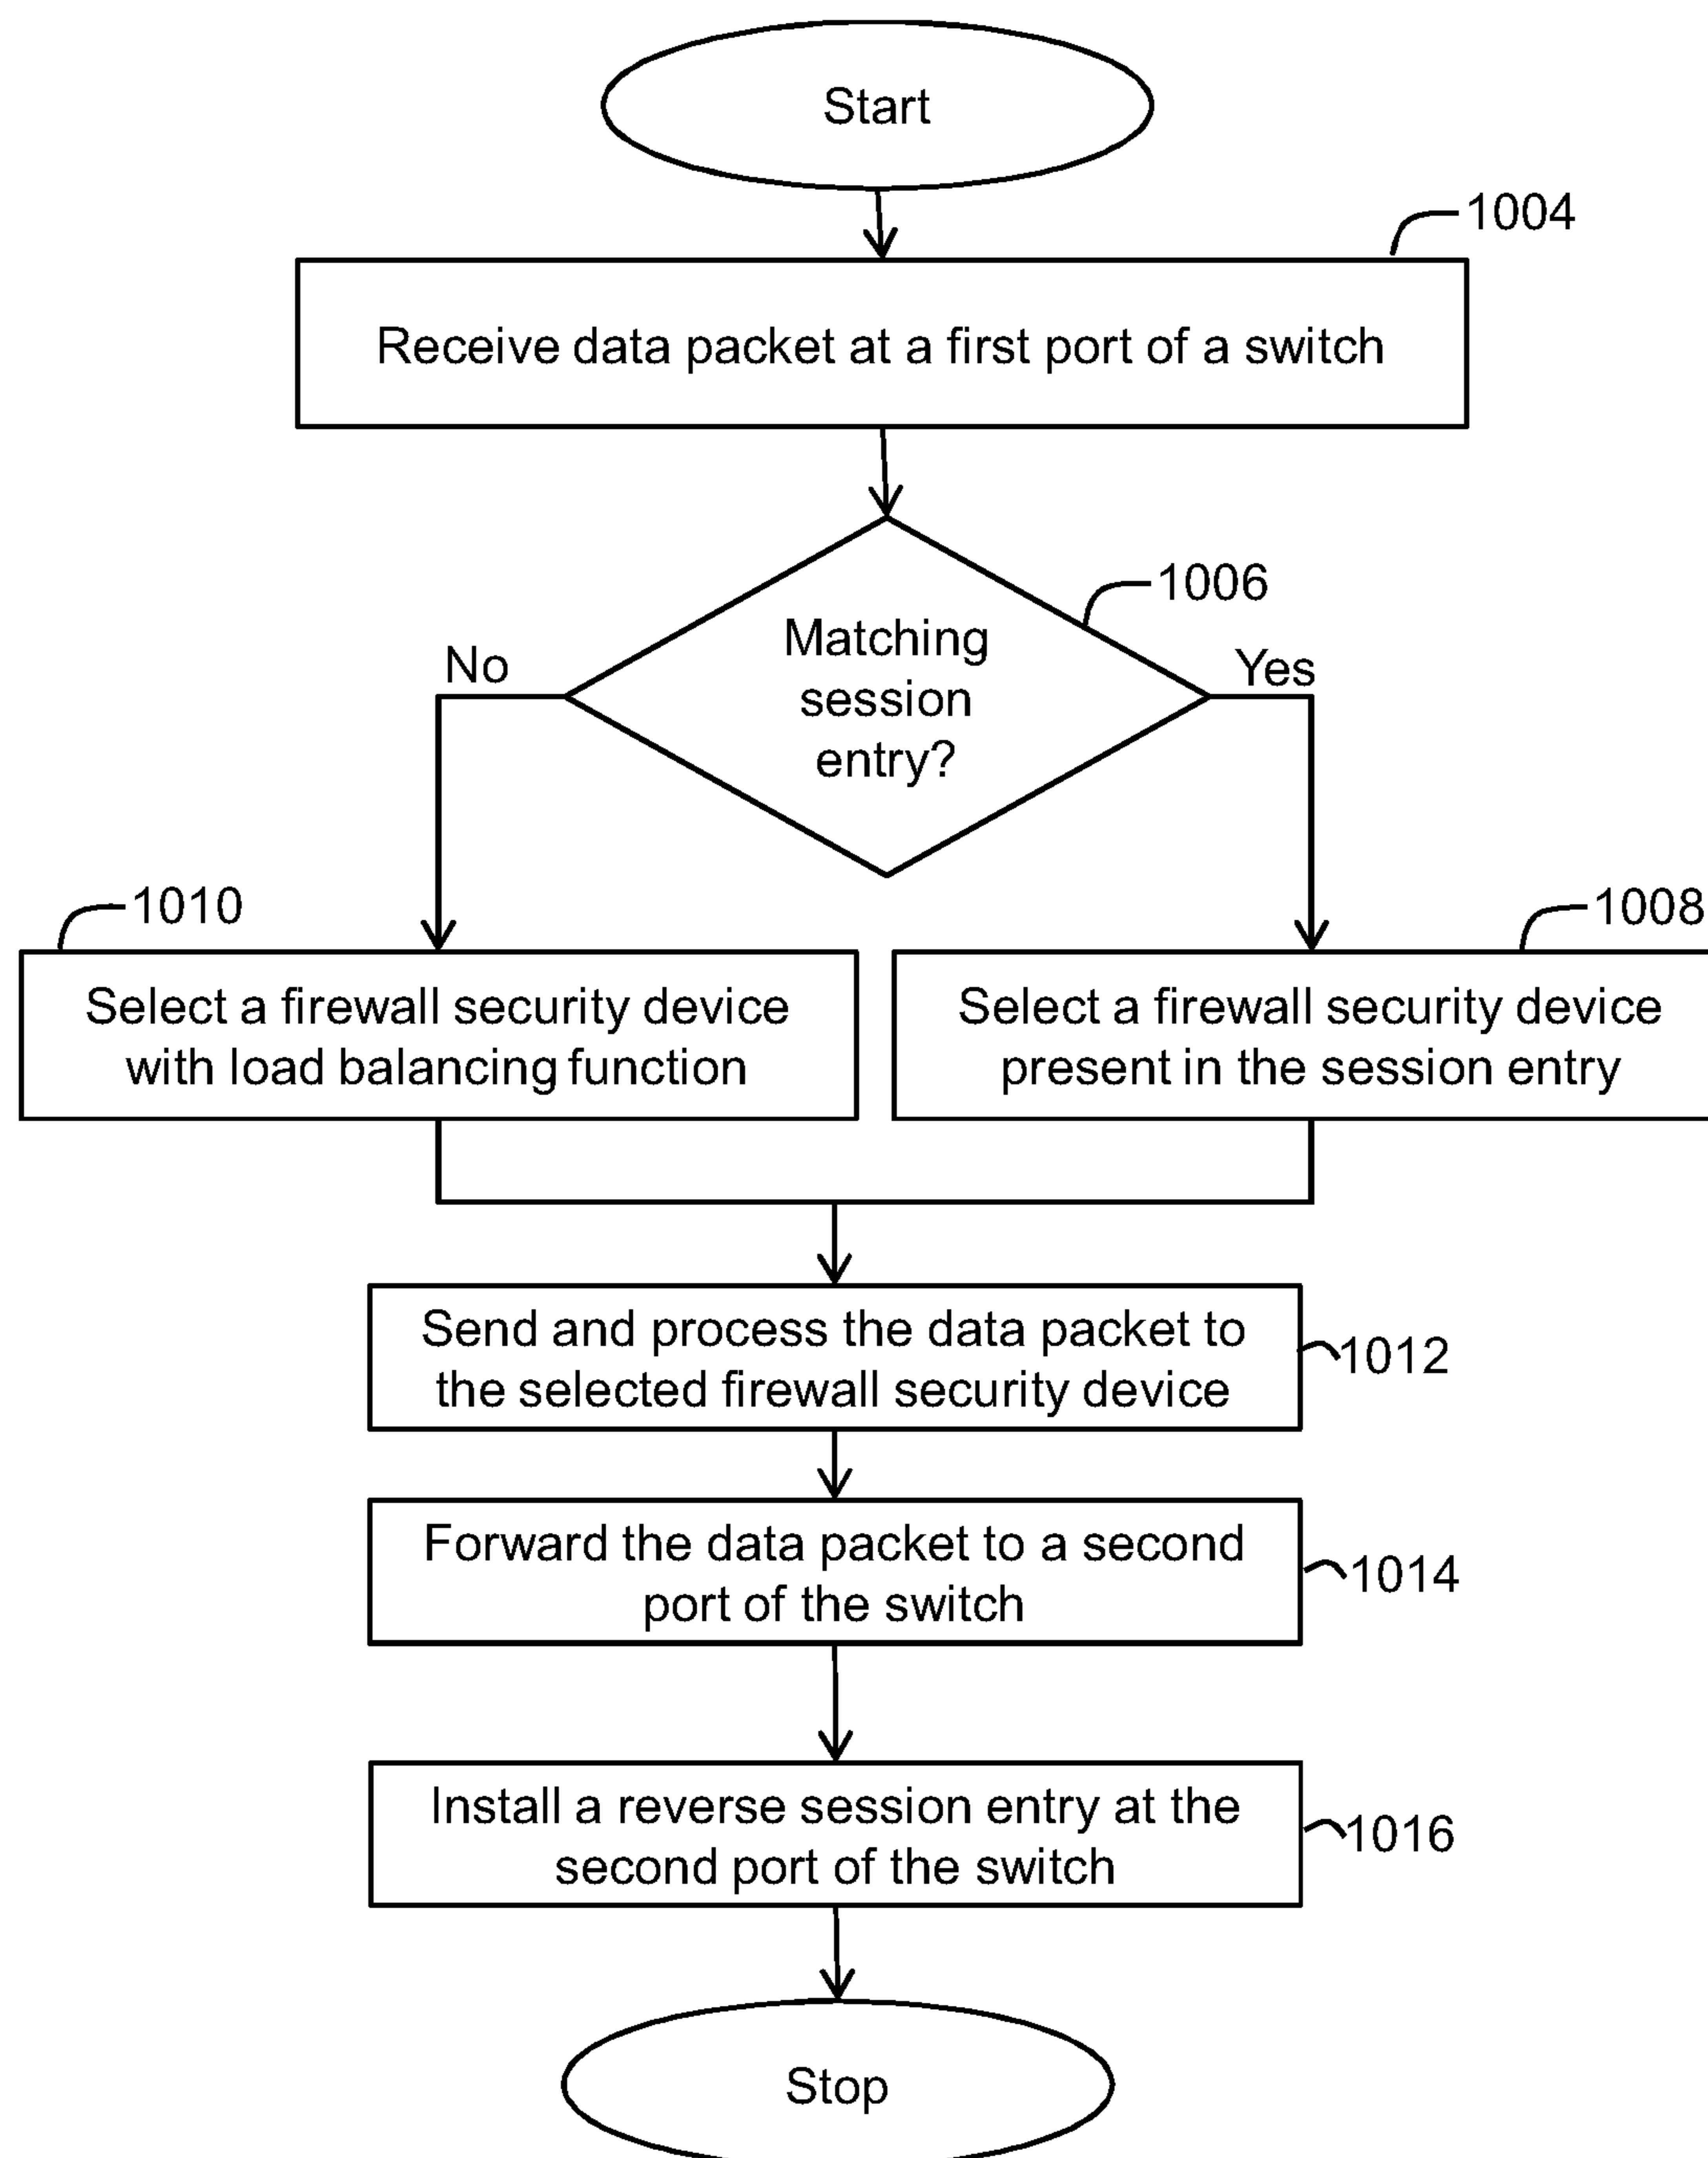 Start
1004
Receive data packet at a first port of a switch
1006
Matching
session
entry?
No
Yes
1010
1008
Select a firewall security device
with load balancing function
Select a firewall security device
present in the session entry
Send and process the data packet to
the selected firewall security device
1012
Forward the data packet to a second
port of the switch
1014
Install a reverse session entry at the
second port of the switch
1016
Stop